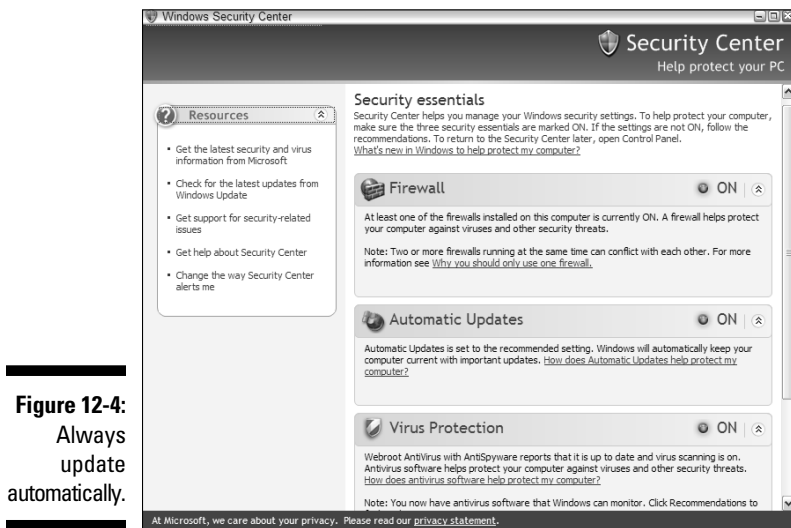 Windows Security Center
Security Center
Help protect your PC
Resources
Get the latest security and virus
information from Microsoft
Check for the latest updates from
Windows Update
Get support for security-related
issues
Get help about Security Center
Change the way Security Center
alerts me
Security essentials
Security Center helps you manage your Windows security settings. To help protect your computer,
make sure the three security essentials are marked ON. If the settings are not ON, follow the
recommendations. To return to the Security Center later, open Control Panel.
What's new in Windows to help protect my computer?
Firewall ON
At least one of the firewalls installed on this computer is currently ON. A firewall helps protect
your computer against viruses and other security threats.
Note: Two or more firewalls running at the same time can conflict with each other. For more
information see Why you should only use one firewall.
Automatic Updates ON
Automatic Updates is set to the recommended setting. Windows will automatically keep your
computer current with important updates. How does Automatic Updates help protect my
computer?
Virus Protection ON
Webroot AntiVirus with AntiSpyware reports that it is up to date and virus scanning is on.
Antivirus software helps protect your computer against viruses and other security threats.
How does antivirus software help protect my computer?
Note: You now have antivirus software that Windows can monitor. Click Recommendations to
At Microsoft, we care about your privacy. Please read our privacy statement.
Figure 12-4:
Always
update
automatically.